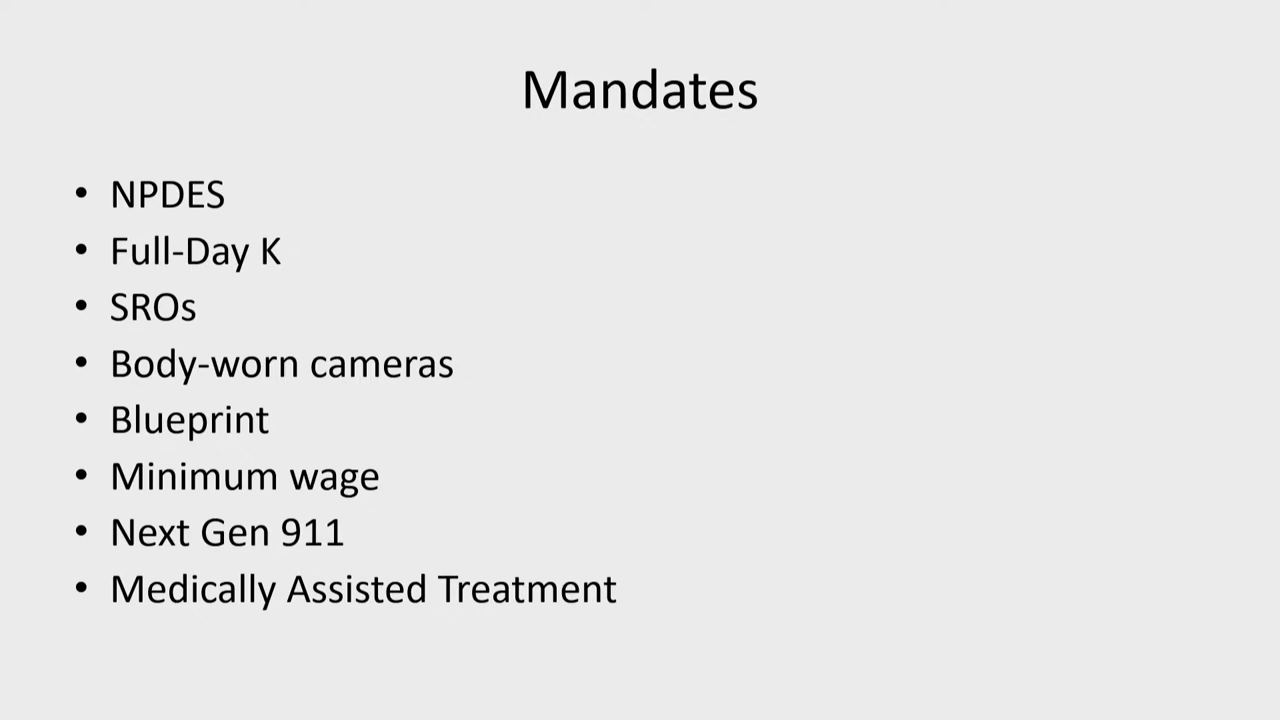 Mandates
• NPDES
• Full-Day K
• SROs
• Body-worn cameras
• Blueprint
• Minimum wage
• Next Gen 911
• Medically Assisted Treatment